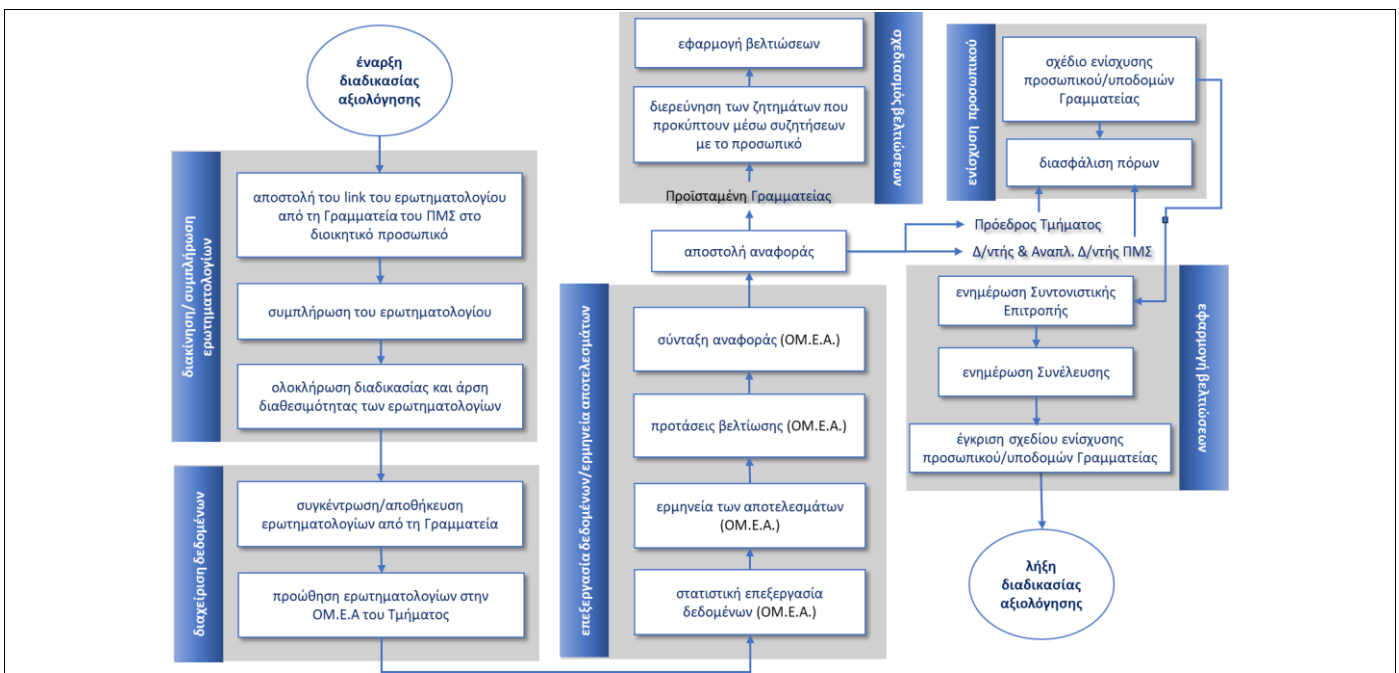 έναρξη
διαδικασίας
αξιολόγησης
διακίνηση/συμπλήρωση
ερωτηματολογίων
αποστολή του link του ερωτηματολογίου
από τη Γραμματεία του ΠΜΣ στο
διοικητικό προσωπικό
συμπλήρωση του ερωτηματολογίου
ολοκλήρωση διαδικασίας και άρση
διαθεσιμότητας των ερωτηματολογίων
διαχείριση δεδομένων
συγκέντρωση/αποθήκευση
ερωτηματολογίων από τη Γραμματεία
προώθηση ερωτηματολογίων στην
ΟΜ.Ε.Α του Τμήματος
σχεδιασμός βελτιώσεων
εφαρμογή βελτιώσεων
διερεύνηση των ζητημάτων που
προκύπτουν μέσω συζητήσεων
με το προσωπικό
Προϊσταμένη Γραμματείας
αποστολή αναφοράς
επεξεργασία δεδομένων/ερμηνεία αποτελεσμάτων
σύνταξη αναφοράς (ΟΜ.Ε.Α.)
προτάσεις βελτίωσης (ΟΜ.Ε.Α.)
ερμηνεία των αποτελεσμάτων
(ΟΜ.Ε.Α.)
στατιστική επεξεργασία
δεδομένων (ΟΜ.Ε.Α.)
ενίσχυση προσωπικού
σχέδιο ενίσχυσης
προσωπικού/υποδομών
Γραμματείας
διασφάλιση πόρων
Πρόεδρος Τμήματος
Δ/ντής & Αναπλ. Δ/ντής ΠΜΣ
εφαρμογή βελτιώσεων
ενημέρωση Συντονιστικής
Επιτροπής
ενημέρωση Συνέλευσης
έγκριση σχεδίου ενίσχυσης
προσωπικού/υποδομών Γραμματείας
λήξη
διαδικασίας
αξιολόγησης